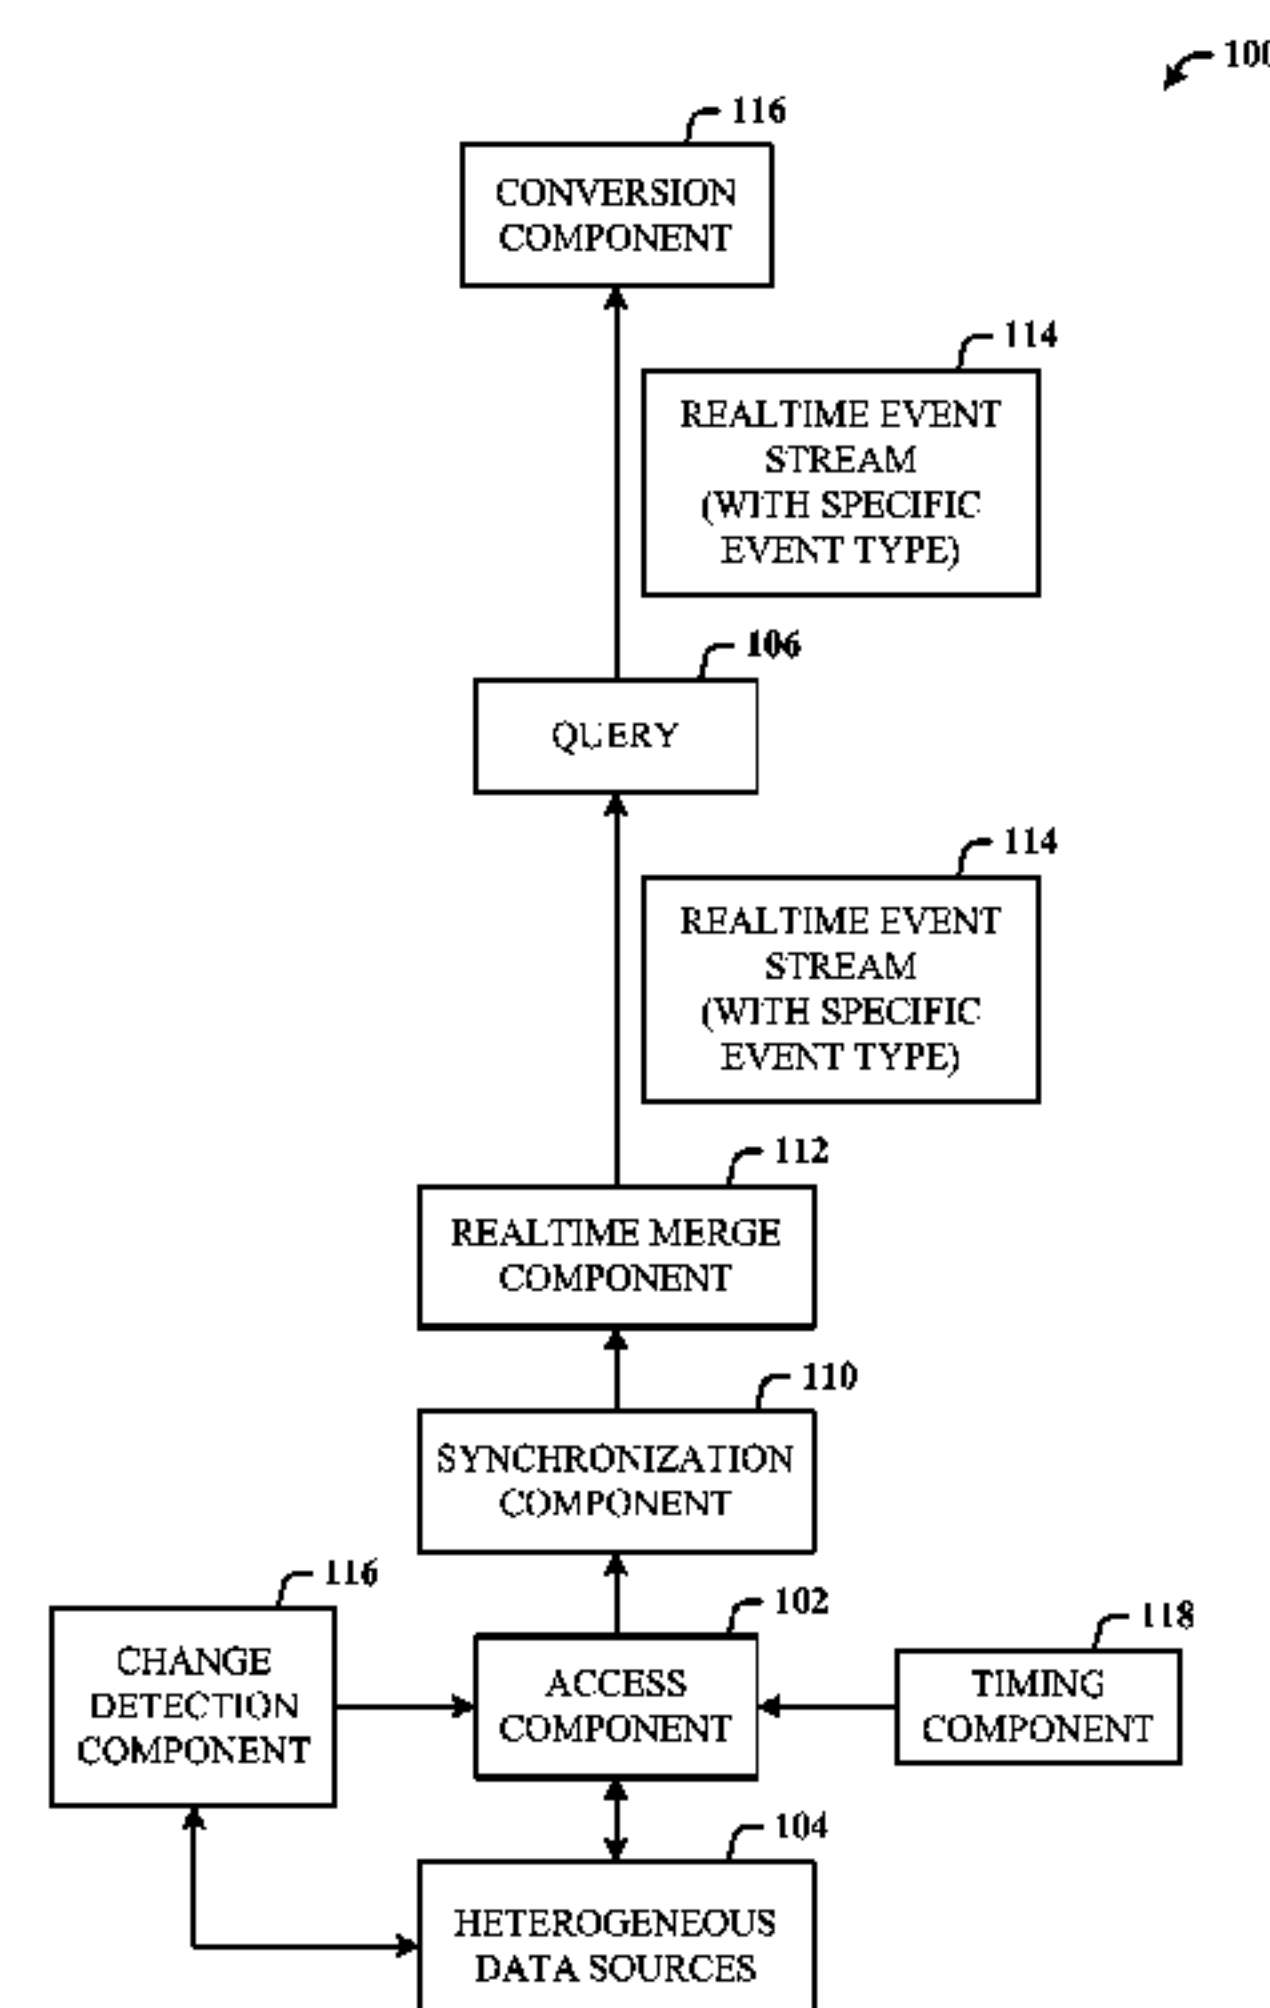 116
CONVERSION
COMPONENT
114
REALTIME EVENT
STREAM
(WITH SPECIFIC
EVENT TYPE)
106
QUERY
114
REALTIME EVENT
STREAM
(WITH SPECIFIC
EVENT TYPE)
112
REALTIME MERGE
COMPONENT
110
SYNCHRONIZATION
COMPONENT
116
CHANGE
DETECTION
COMPONENT
102
ACCESS
COMPONENT
118
TIMING
COMPONENT
104
HETEROGENEOUS
DATA SOURCES